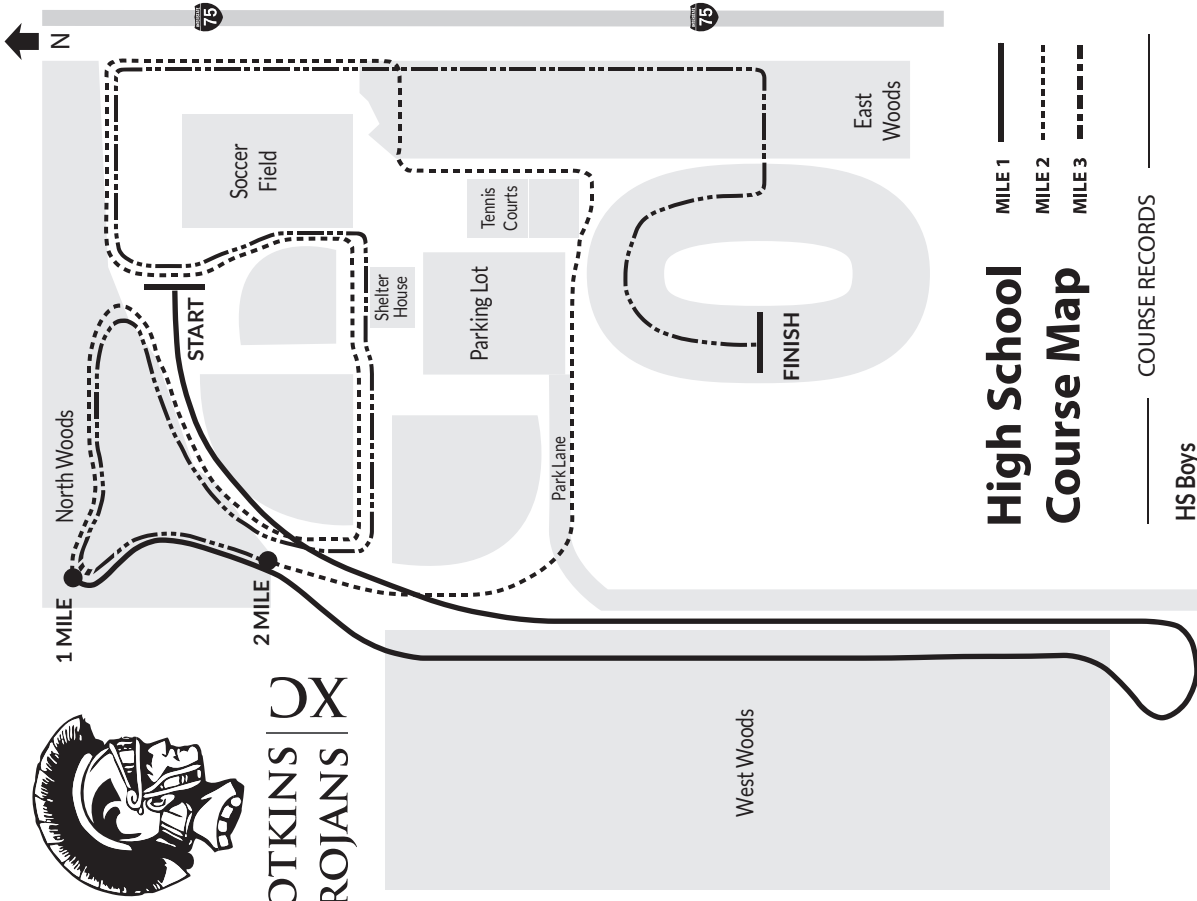 N
75
75
North Woods
1 MILE
2 MILE
START
Soccer
Field
Shelter
House
Tennis
Courts
Parking Lot
Park Lane
East
Woods
FINISH
West Woods
OTKINS
ROJANS
XC
High School
Course Map
MILE 1
MILE 2
MILE 3
COURSE RECORDS
HS Boys